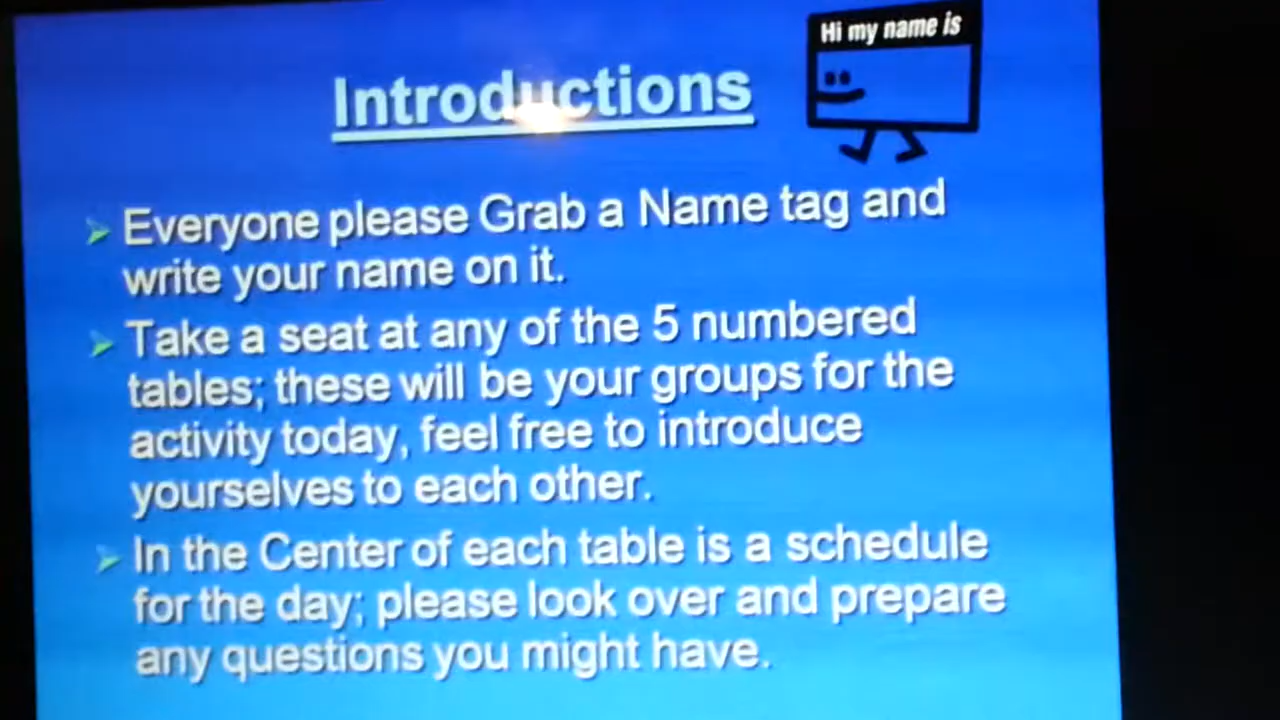 Hi my name is
Introductions
Everyone please Grab a Name tag and
write your name on it.
Take a seat at any of the 5 numbered
tables; these will be your groups for the
activity today, feel free to introduce
yourselves to each other.
In the Center of each table is a schedule
for the day; please look over and prepare
any questions you might have.